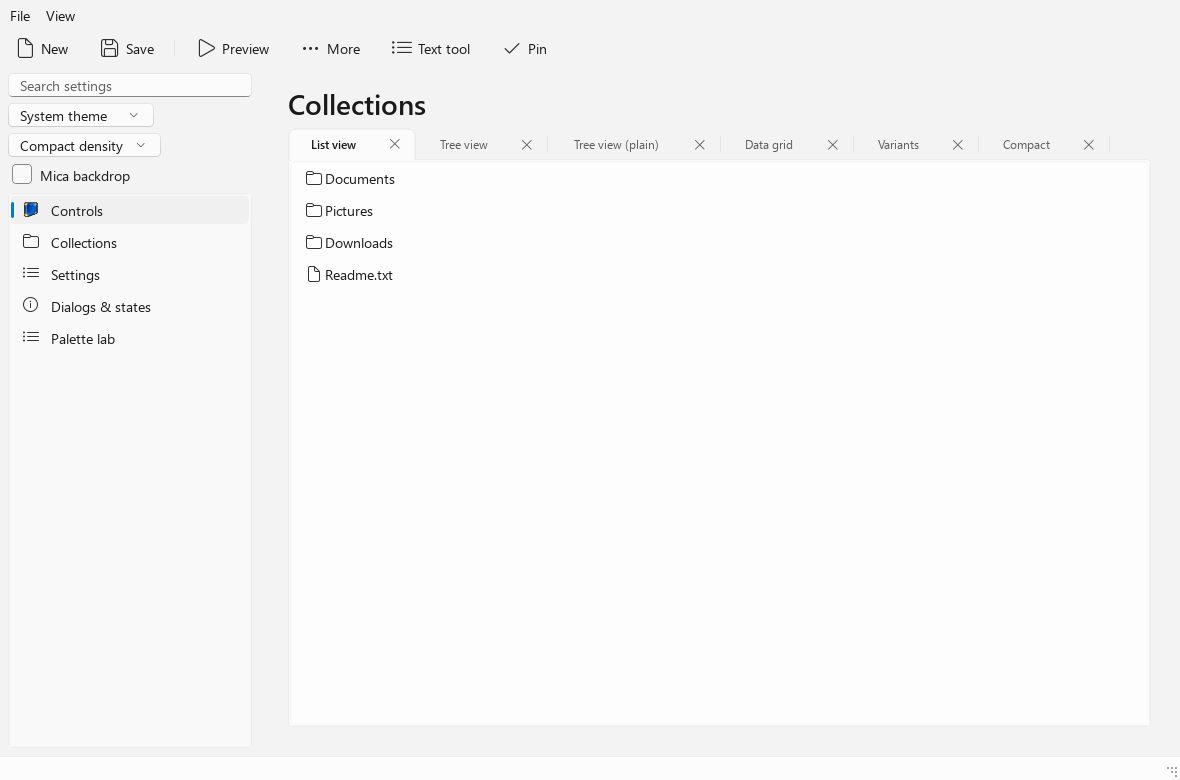 File View
New Save Preview More Text tool Pin
Search settings
System theme
Compact density
Mica backdrop
Controls
Collections
Settings
Dialogs & states
Palette lab
Collections
List view Tree view Tree view (plain) Data grid Variants Compact
Documents
Pictures
Downloads
Readme.txt